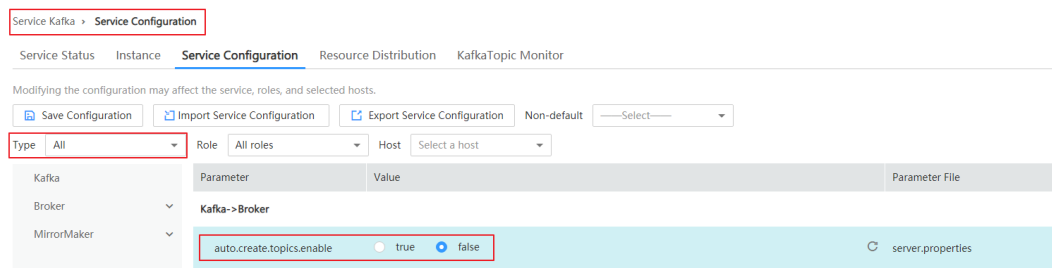 Service Kafka › Service Configuration
Service Status Instance Service Configuration Resource Distribution KafkaTopic Monitor
Modifying the configuration may affect the service, roles, and selected hosts.
Save Configuration Import Service Configuration Export Service Configuration Non-default ——Select——
Type All Role All roles Host Select a host
Kafka Parameter Value Parameter File
Broker Kafka->Broker
MirrorMaker auto.create.topics.enable true false server.properties